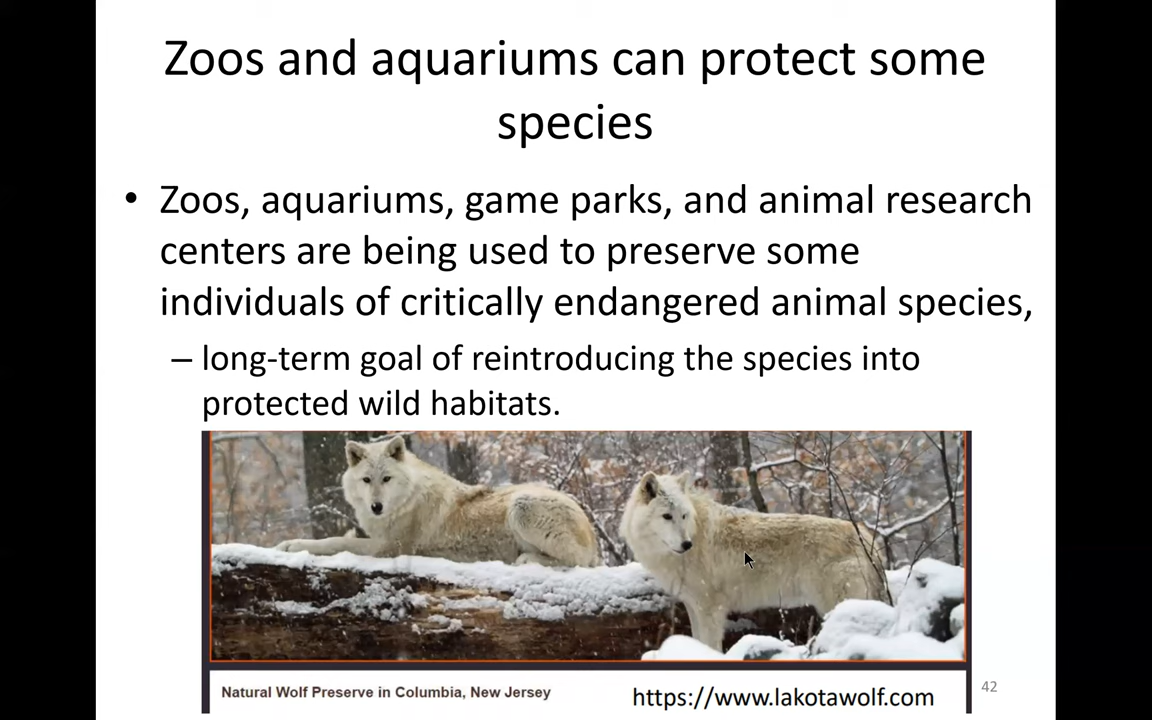 Zoos and aquariums can protect some
species
• Zoos, aquariums, game parks, and animal research
centers are being used to preserve some
individuals of critically endangered animal species,
– long-term goal of reintroducing the species into
protected wild habitats.
Natural Wolf Preserve in Columbia, New Jersey
https://www.lakotawolf.com
42